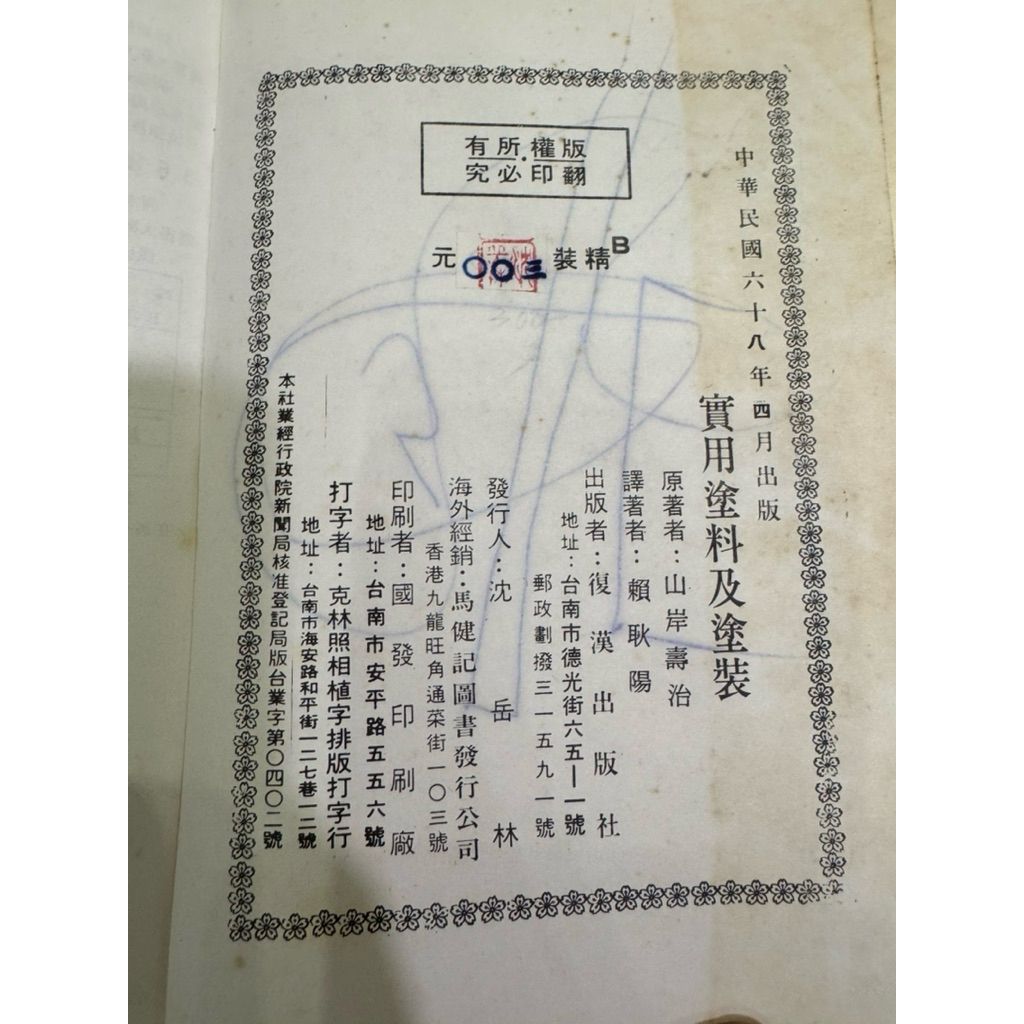 版權所有
翻印必究
B精裝三〇〇元
中華民國六十八年四月出版
實用塗料及塗裝
原著者：山岸壽治
譯著者：賴耿陽
出版者：復漢出版社
地址：台南市德光街六五—一號
郵政劃撥三一五九一號
發行人：沈岳林
海外經銷：馬健記圖書發行公司
香港九龍旺角通菜街一〇三號
印刷者：國發印刷廠
地址：台南市安平路五五六號
打字者：克林照相植字排版打字行
地址：台南市海安路和平街一二七巷一二號
本社業經行政院新聞局核准登記局版台業字第〇四〇二號